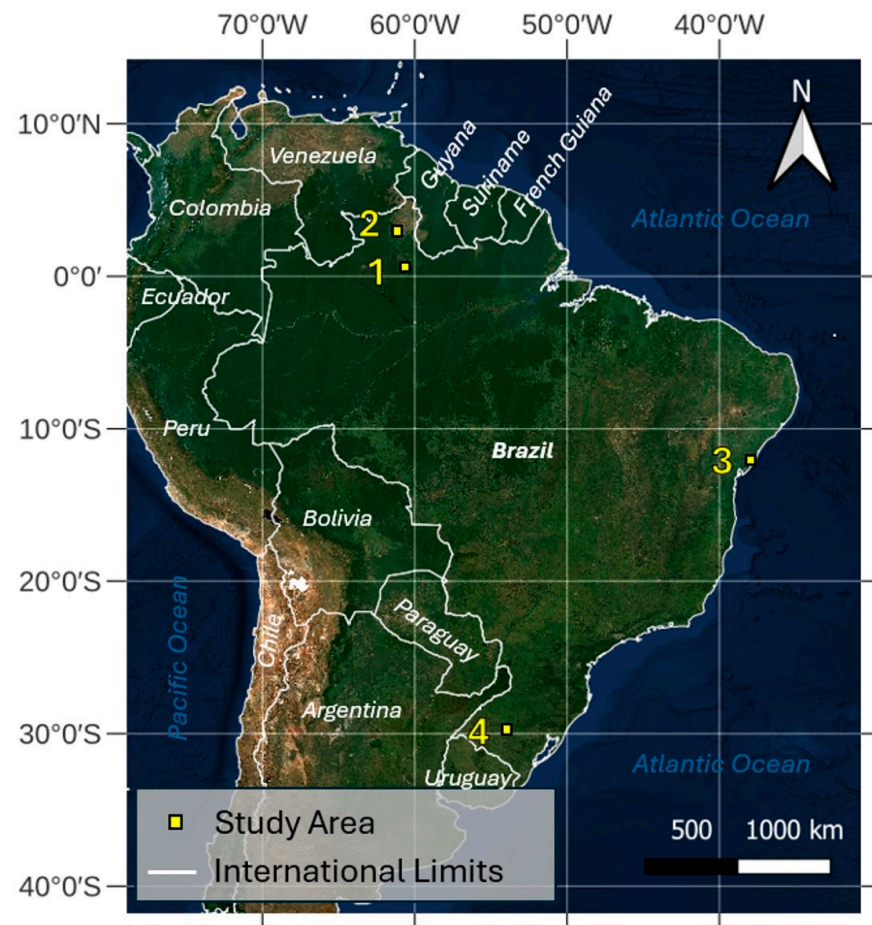 70°0′W 60°0′W 50°0′W 40°0′W
N
10°0′N
Venezuela
Guyana
Suriname
French Guiana
Colombia
Atlantic Ocean
2
1
0°0′
Ecuador
10°0′S
Peru
Brazil
3
Bolivia
20°0′S
Pacific Ocean
Chile
Paraguay
Argentina
30°0′S
4
Uruguay
Atlantic Ocean
Study Area
International Limits
500 1000 km
40°0′S